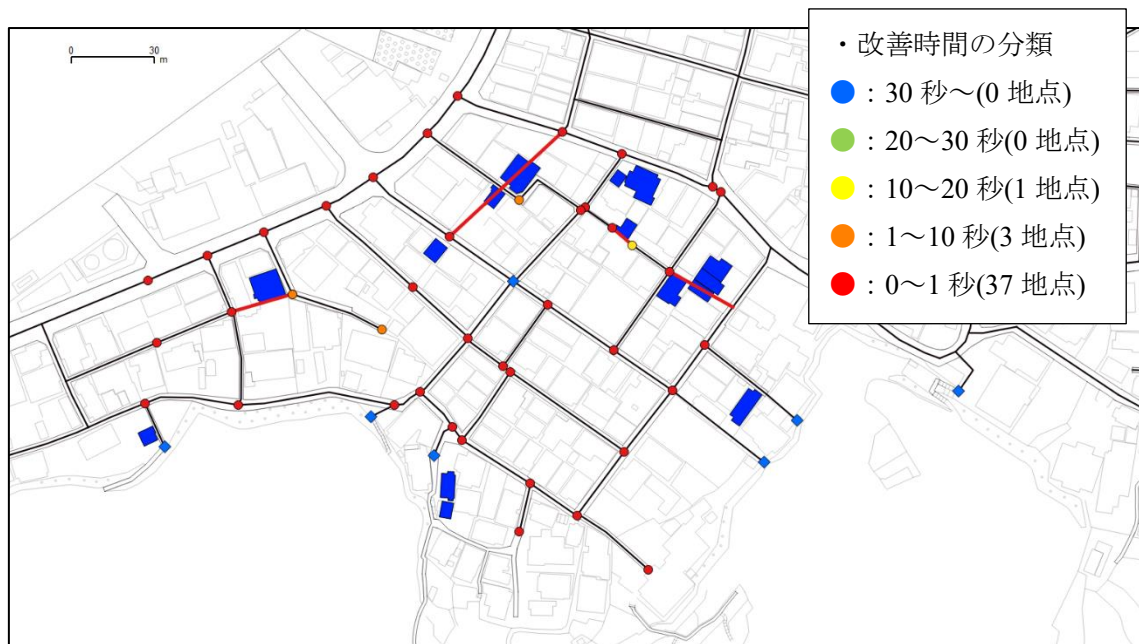 0 30
m
・改善時間の分類
：30 秒～(0 地点)
：20～30 秒(0 地点)
：10～20 秒(1 地点)
：1～10 秒(3 地点)
：0～1 秒(37 地点)